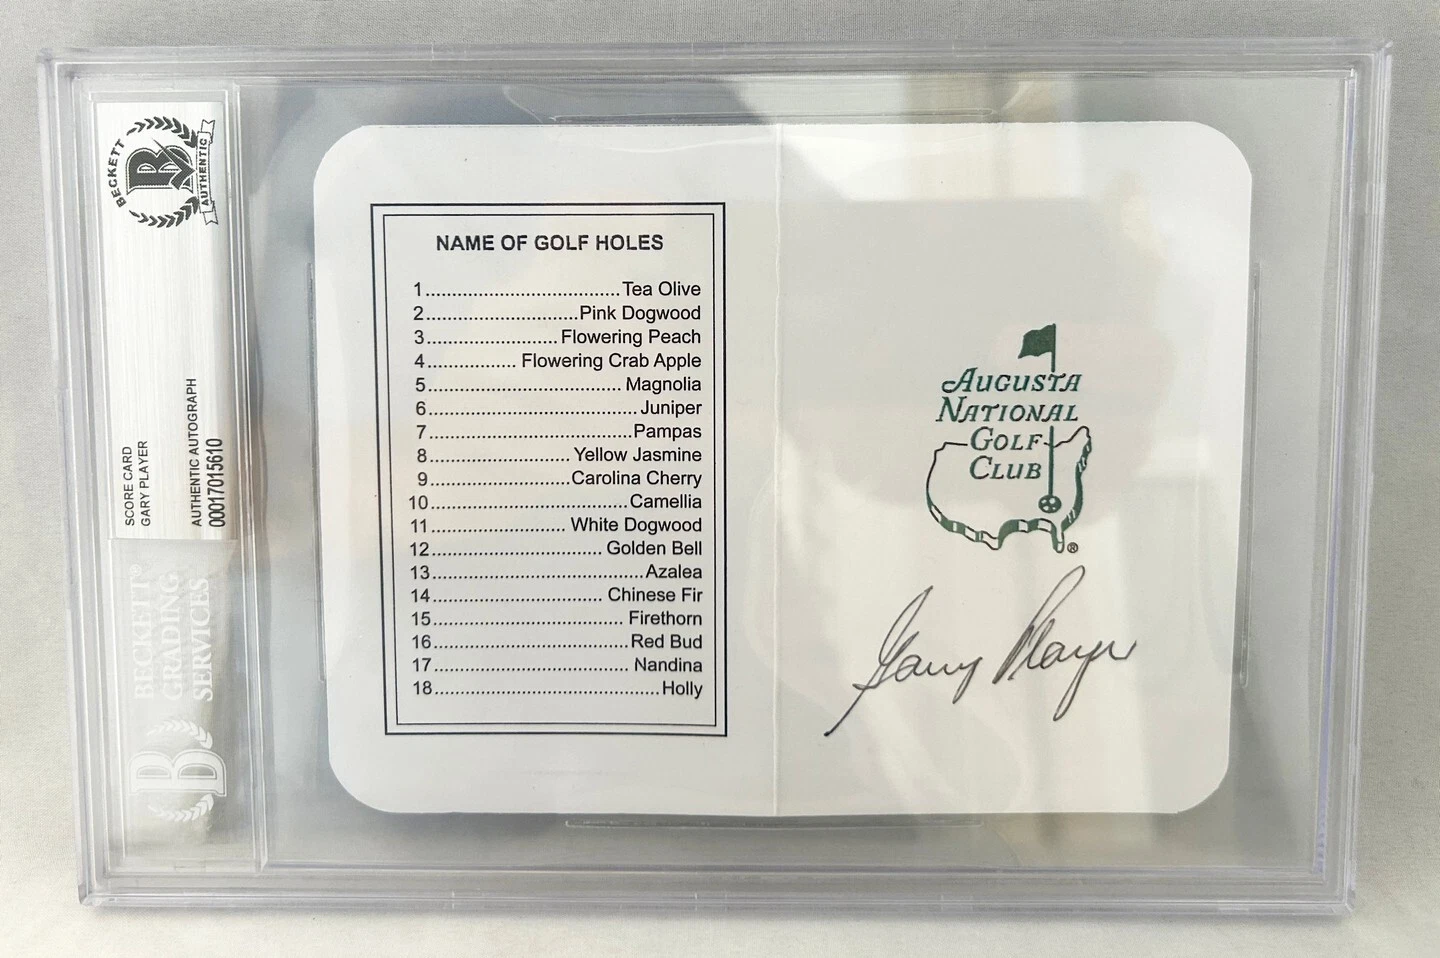 BECKETT
B
AUTHENTIC
SCORE CARD
GARY PLAYER
AUTHENTIC AUTOGRAPH
00017015610
BECKETT®
GRADING
SERVICES
B
NAME OF GOLF HOLES
1.....................................Tea Olive
2.............................Pink Dogwood
3......................... Flowering Peach
4................. Flowering Crab Apple
5.....................................Magnolia
6........................................Juniper
7.......................................Pampas
8........................... Yellow Jasmine
9...........................Carolina Cherry
10......................................Camellia
11.......................... White Dogwood
12................................. Golden Bell
13.........................................Azalea
14................................. Chinese Fir
15..................................... Firethorn
16......................................Red Bud
17.......................................Nandina
18............................................Holly
AUGUSTA
NATIONAL
GOLF
CLUB
®
Gary Player